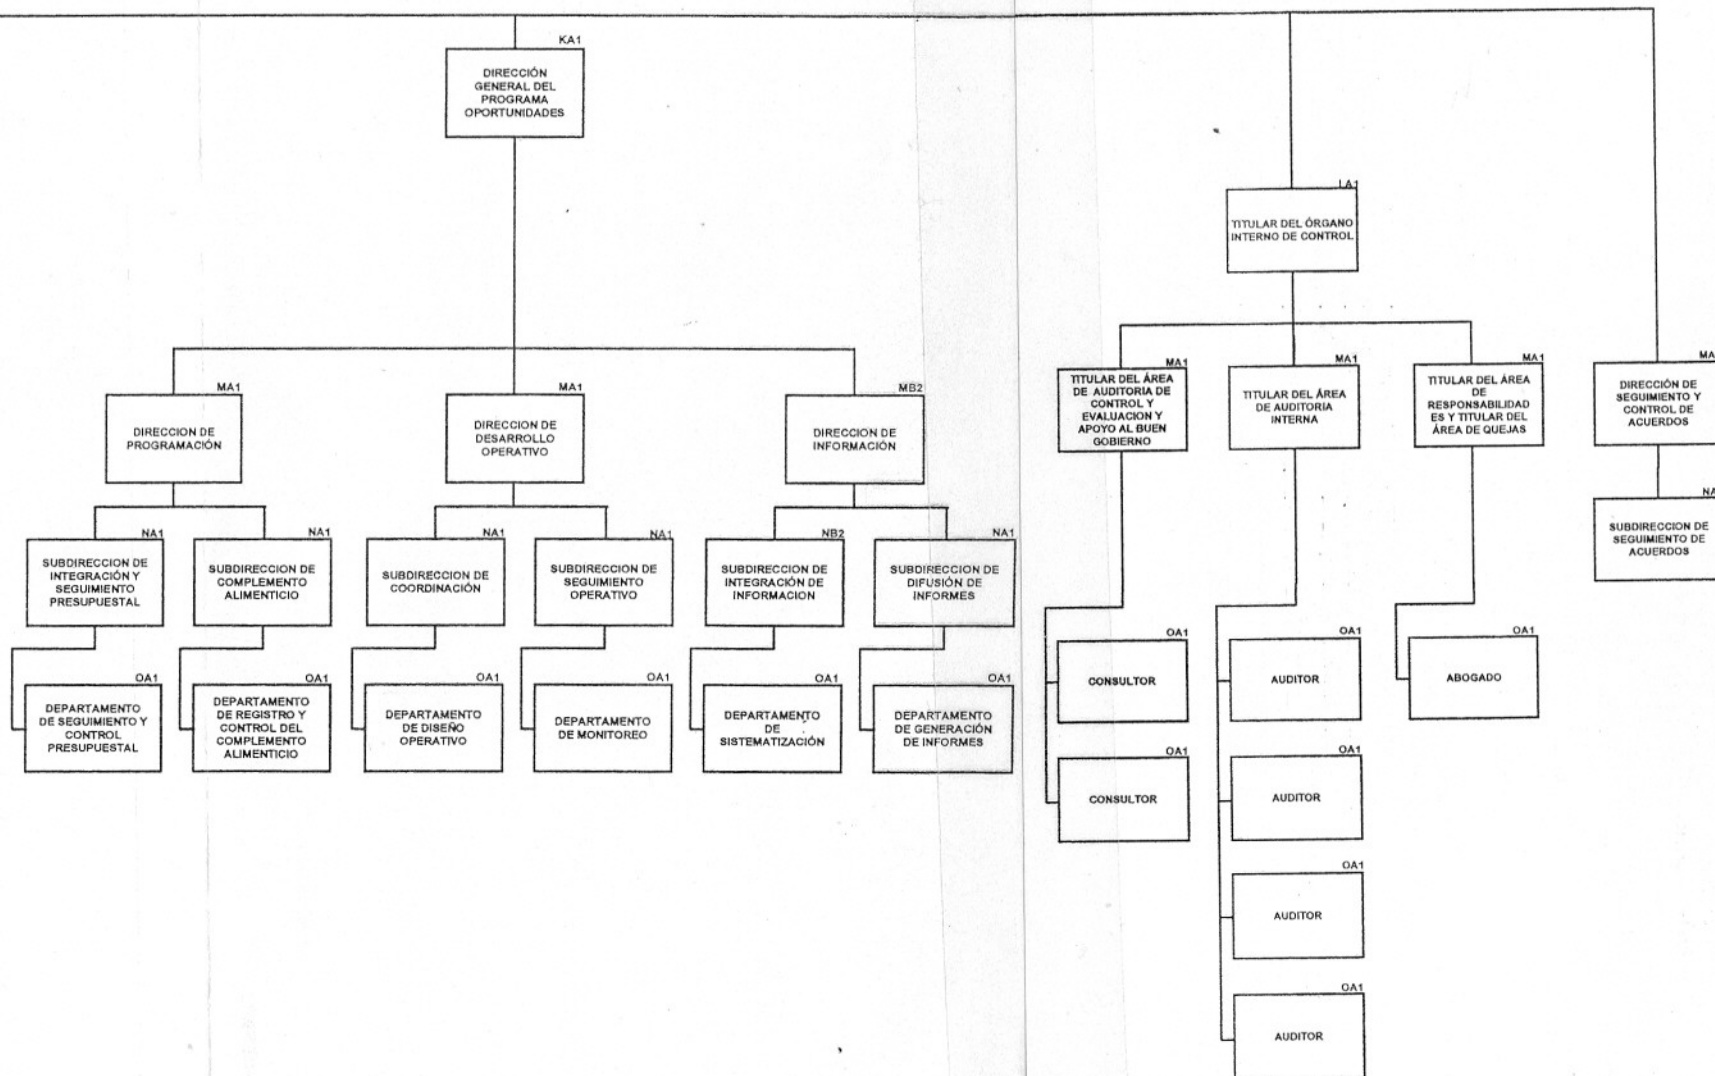 KA1
DIRECCIÓN
GENERAL DEL
PROGRAMA
OPORTUNIDADES
LA1
TITULAR DEL ÓRGANO
INTERNO DE CONTROL
MA1
DIRECCION DE
PROGRAMACIÓN
MA1
DIRECCION DE
DESARROLLO
OPERATIVO
MB2
DIRECCION DE
INFORMACIÓN
MA1
TITULAR DEL ÁREA
DE AUDITORIA DE
CONTROL Y
EVALUACION Y
APOYO AL BUEN
GOBIERNO
MA1
TITULAR DEL ÁREA
DE AUDITORIA
INTERNA
MA1
TITULAR DEL ÁREA
DE
RESPONSABILIDAD
ES Y TITULAR DEL
ÁREA DE QUEJAS
MA
DIRECCIÓN DE
SEGUIMIENTO Y
CONTROL DE
ACUERDOS
NA1
SUBDIRECCION DE
INTEGRACIÓN Y
SEGUIMIENTO
PRESUPUESTAL
NA1
SUBDIRECCION DE
COMPLEMENTO
ALIMENTICIO
NA1
SUBDIRECCION DE
COORDINACIÓN
NA1
SUBDIRECCION DE
SEGUIMIENTO
OPERATIVO
NB2
SUBDIRECCION DE
INTEGRACIÓN DE
INFORMACION
NA1
SUBDIRECCION DE
DIFUSIÓN DE
INFORMES
NA
SUBDIRECCION DE
SEGUIMIENTO DE
ACUERDOS
OA1
DEPARTAMENTO
DE SEGUIMIENTO Y
CONTROL
PRESUPUESTAL
OA1
DEPARTAMENTO
DE REGISTRO Y
CONTROL DEL
COMPLEMENTO
ALIMENTICIO
OA1
DEPARTAMENTO
DE DISEÑO
OPERATIVO
OA1
DEPARTAMENTO
DE MONITOREO
OA1
DEPARTAMENTO
DE
SISTEMATIZACIÓN
OA1
DEPARTAMENTO
DE GENERACIÓN
DE INFORMES
OA1
CONSULTOR
OA1
CONSULTOR
OA1
AUDITOR
OA1
AUDITOR
OA1
AUDITOR
OA1
AUDITOR
OA1
ABOGADO